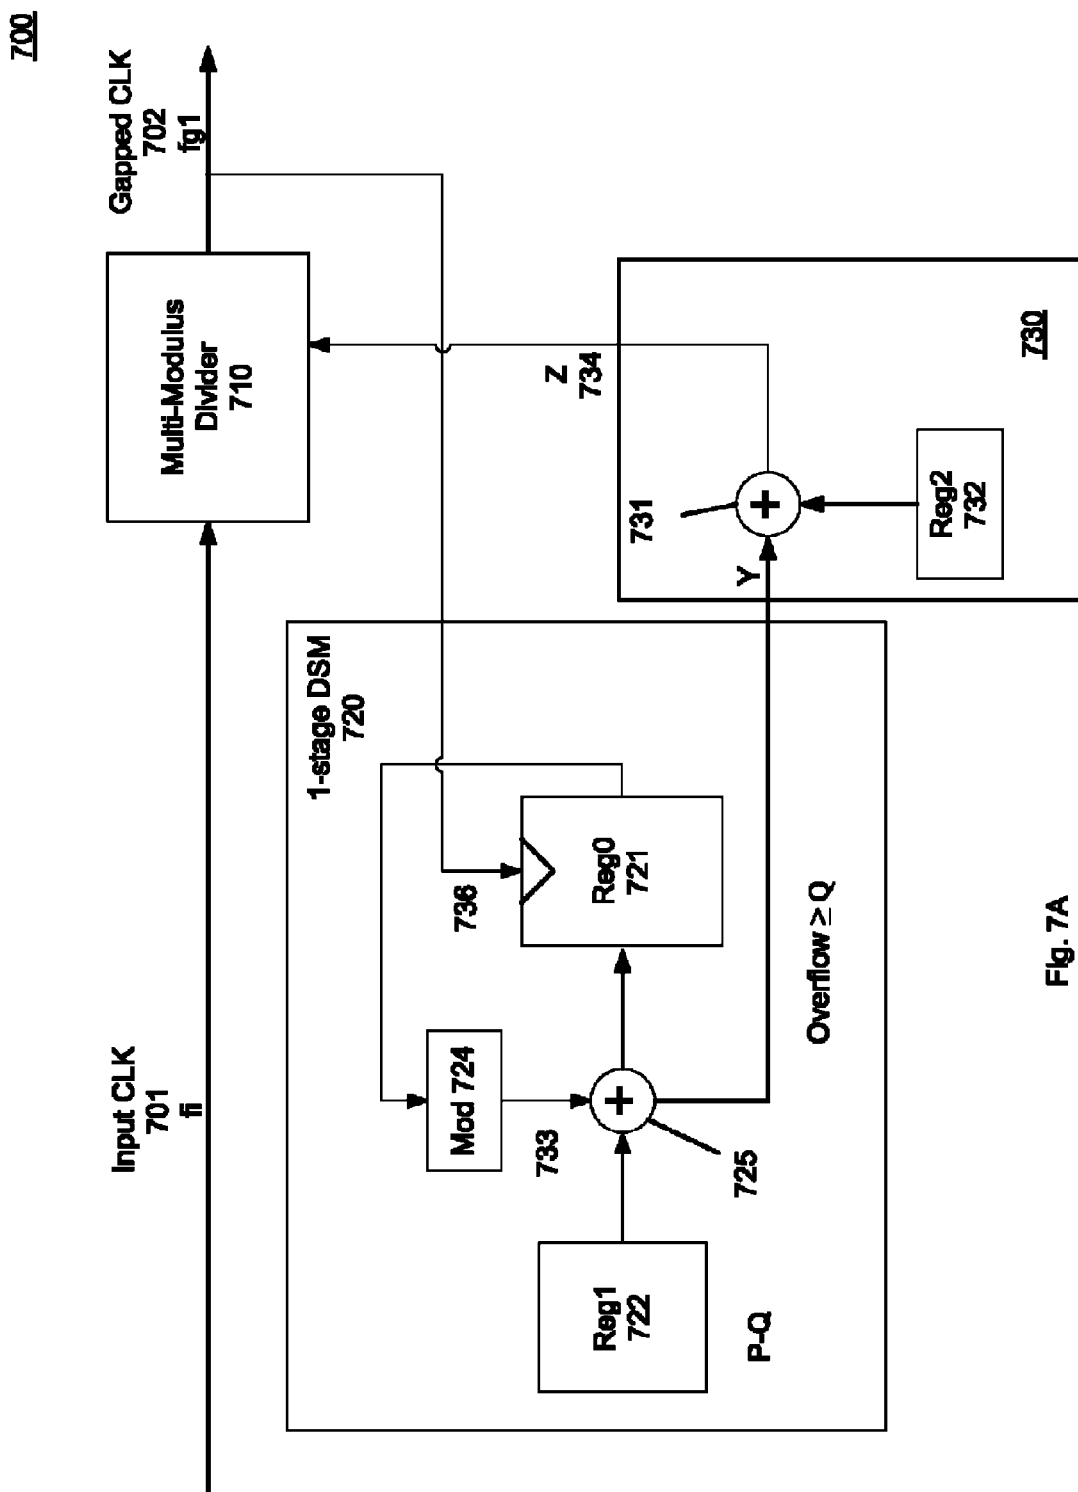 700
Input CLK
701
fi
Multi-Modulus
Divider
710
Gapped CLK
702
fg1
1-stage DSM
720
Mod 724
733
736
Reg0
721
Reg1
722
P-Q
+
725
Overflow ≥ Q
Y
731
+
Z
734
Reg2
732
730
Fig. 7A